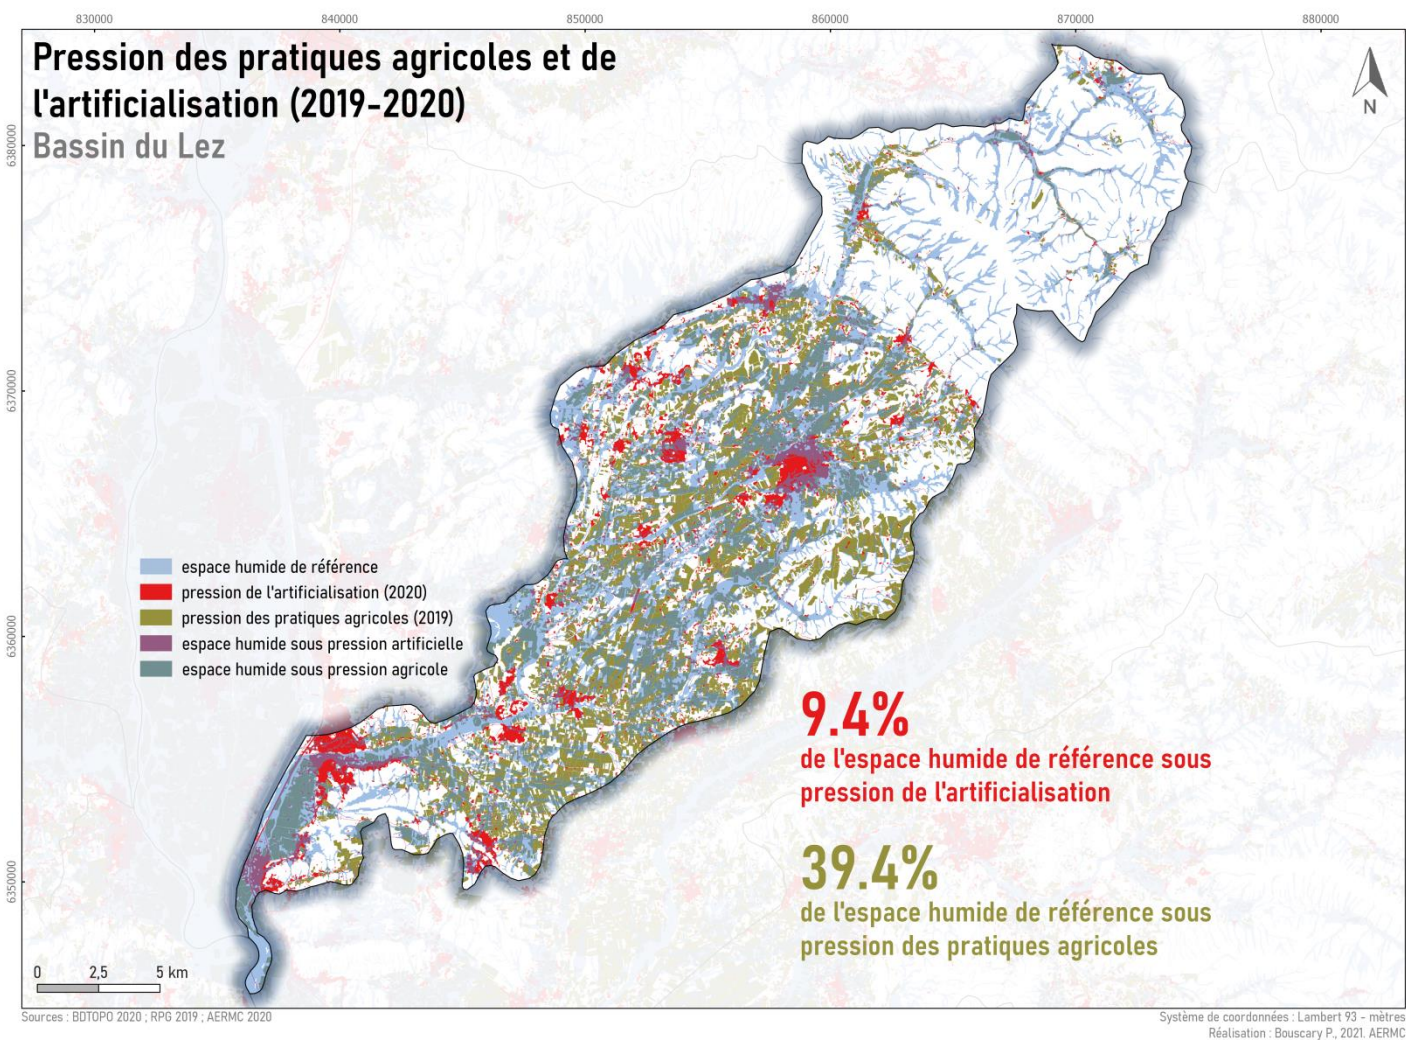 830000
840000
850000
860000
870000
880000
Pression des pratiques agricoles et de
l'artificialisation (2019-2020)
Bassin du Lez
N
6380000
6370000
6360000
6350000
espace humide de référence
pression de l'artificialisation (2020)
pression des pratiques agricoles (2019)
espace humide sous pression artificielle
espace humide sous pression agricole
9.4%
de l'espace humide de référence sous
pression de l'artificialisation
39.4%
de l'espace humide de référence sous
pression des pratiques agricoles
0 2,5 5 km
Sources : BDTOPO 2020 ; RPG 2019 ; AERMC 2020
Système de coordonnées : Lambert 93 - mètres
Réalisation : Bouscary P., 2021. AERMC